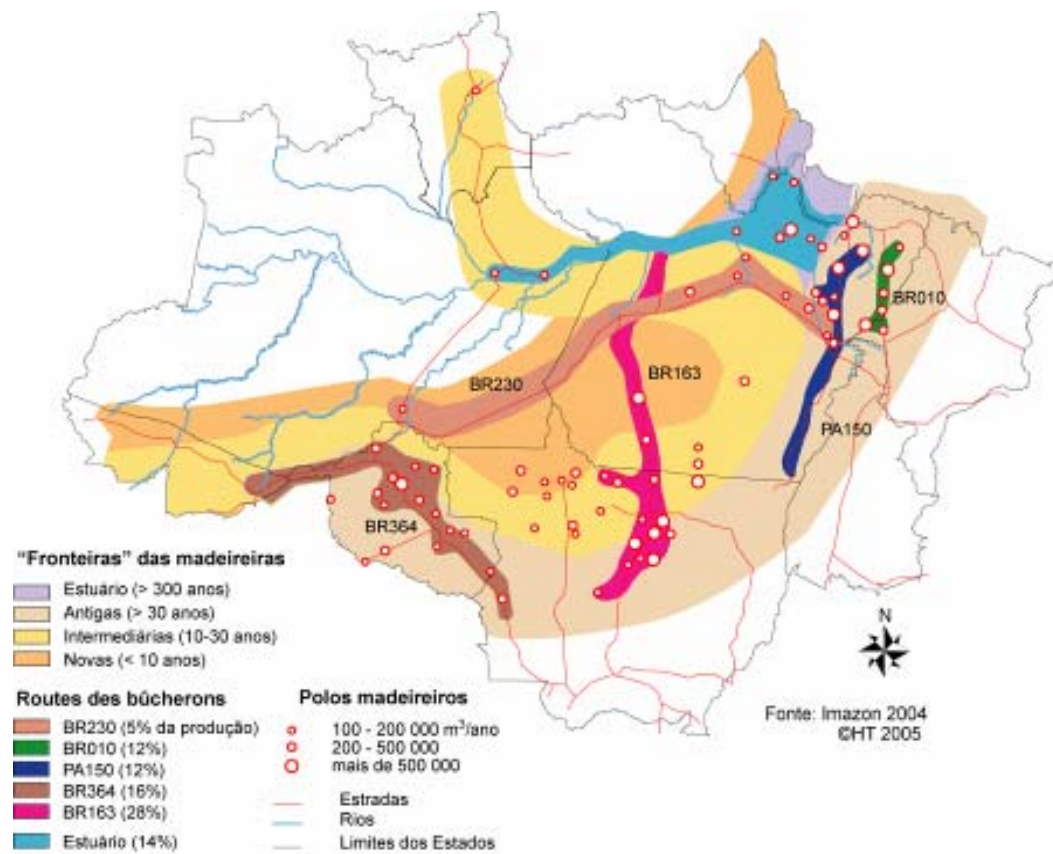 BR010
BR230
BR163
PA150
BR364
"Fronteiras" das madeireiras
Estuário (> 300 anos)
Antigas (> 30 anos)
Intermediárias (10-30 anos)
Novas (< 10 anos)
Routes des bûcherons
BR230 (5% da produção)
BR010 (12%)
PA150 (12%)
BR364 (16%)
BR163 (28%)
Estuário (14%)
Polos madeireiros
100 - 200 000 m³/ano
200 - 500 000
mais de 500 000
Estradas
Rios
Limites dos Estados
N
Fonte: Imazon 2004
©HT 2005